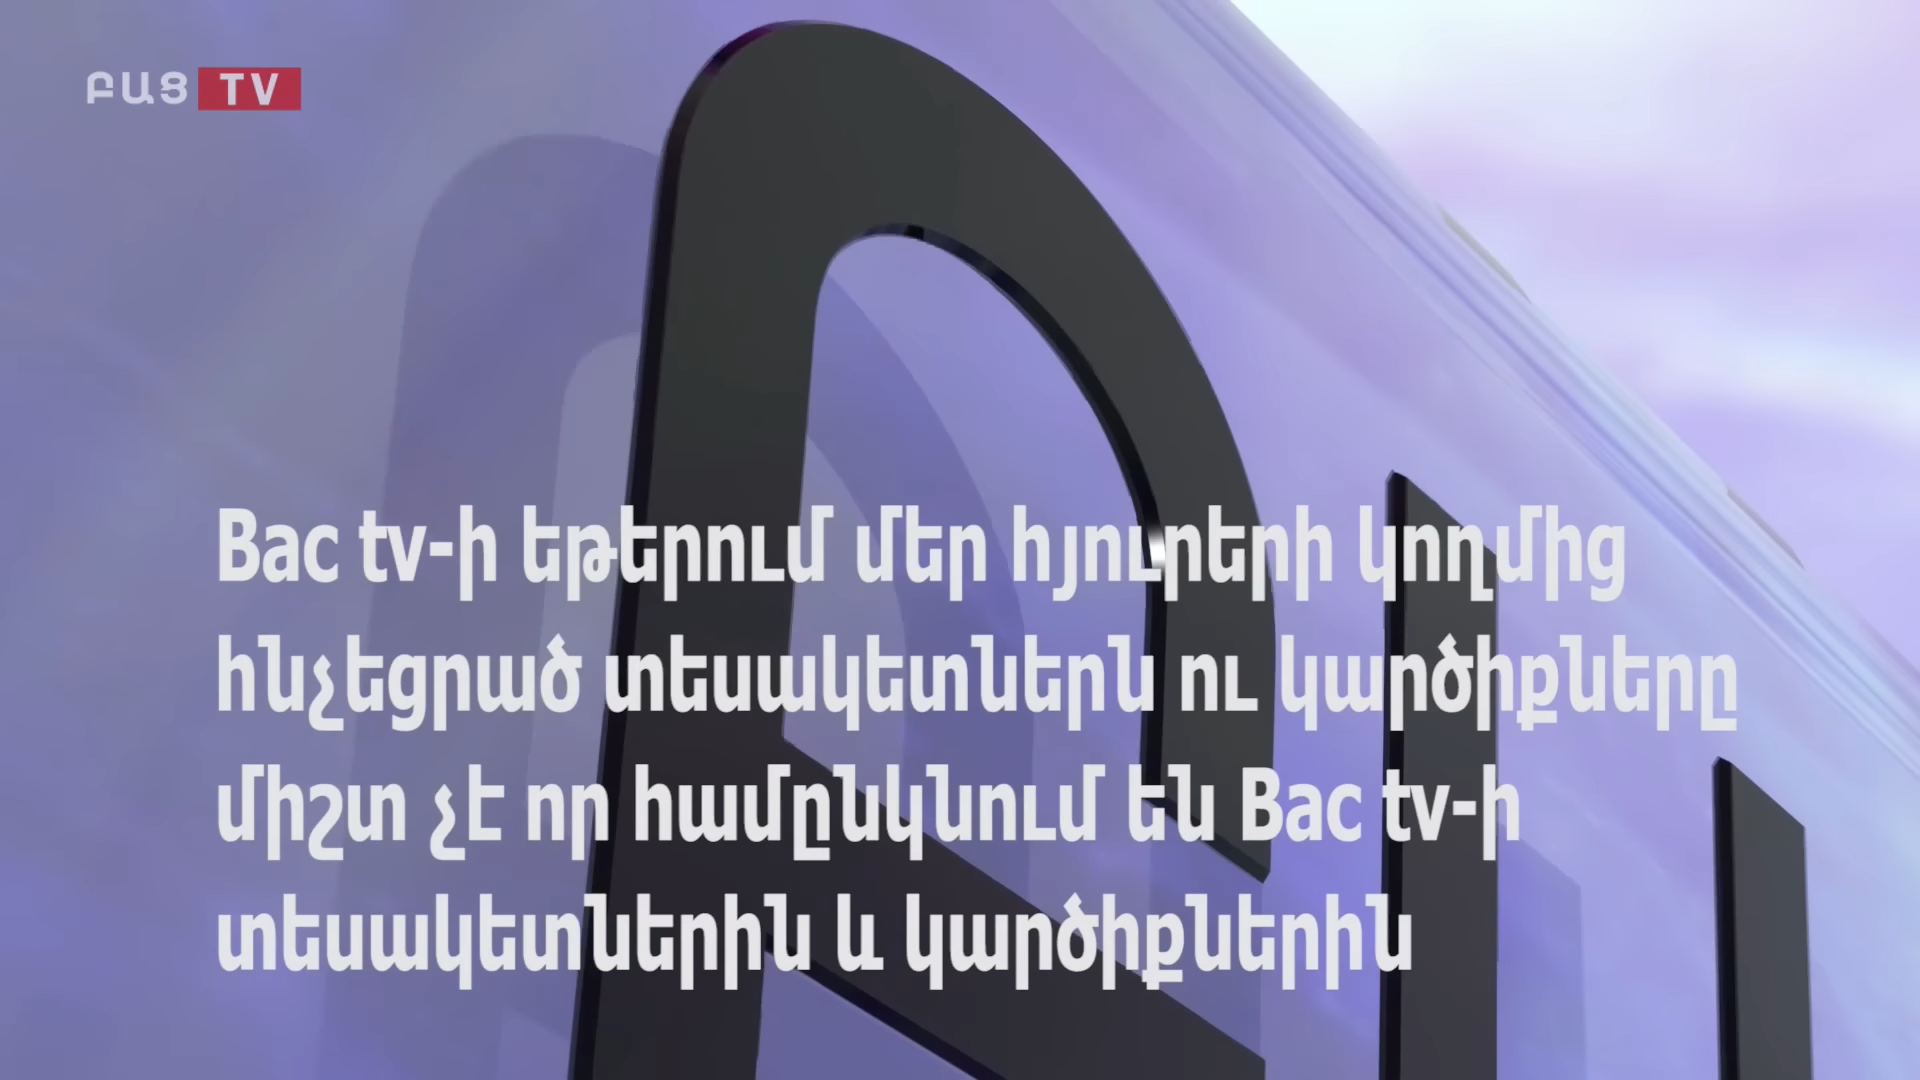 ԲԱՑ TV
Bac tv-ի եթերում մեր հյուրերի կողմից
հնչեցրած տեսակետներն ու կարծիքները
միշտ չէ որ համընկնում են Bac tv-ի
տեսակետներին և կարծիքներին